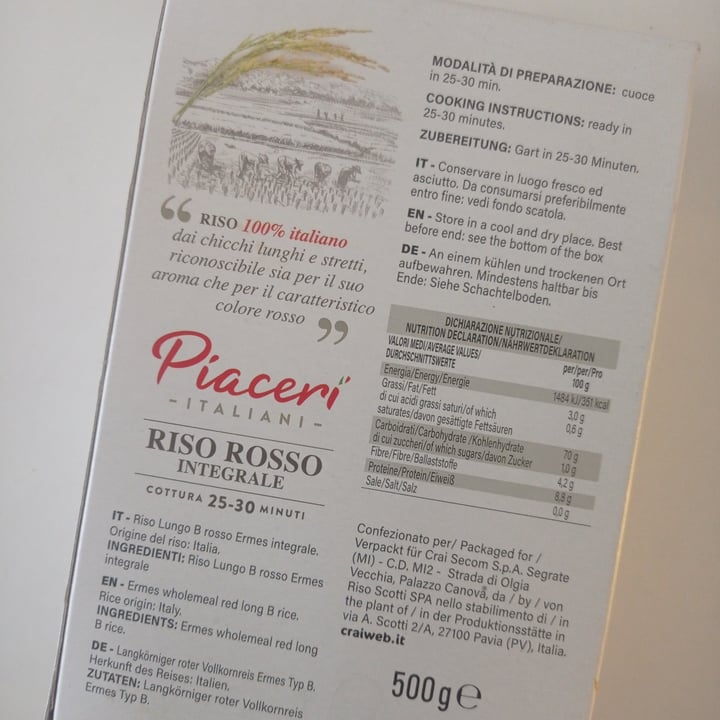 “ RISO 100% italiano
dai chicchi lunghi e stretti,
riconoscibile sia per il suo
aroma che per il caratteristico
colore rosso ”
Piaceri
- ITALIANI -
RISO ROSSO
INTEGRALE
COTTURA 25-30 MINUTI
IT - Riso Lungo B rosso Ermes integrale.
Origine del riso: Italia.
INGREDIENTI: Riso Lungo B rosso Ermes
integrale
EN - Ermes wholemeal red long B rice.
Rice origin: Italy.
INGREDIENTS: Ermes wholemeal red long
B rice.
DE - Langkörniger roter Vollkornreis Ermes Typ B.
Herkunft des Reises: Italien.
ZUTATEN: Langkörniger roter Vollkornreis
Ermes Typ B.
MODALITÀ DI PREPARAZIONE: cuoce
in 25-30 min.
COOKING INSTRUCTIONS: ready in
25-30 minutes.
ZUBEREITUNG: Gart in 25-30 Minuten.
IT - Conservare in luogo fresco ed
asciutto. Da consumarsi preferibilmente
entro fine: vedi fondo scatola.
EN - Store in a cool and dry place. Best
before end: see the bottom of the box
DE - An einem kühlen und trockenen Ort
aufbewahren. Mindestens haltbar bis
Ende: Siehe Schachtelboden.
DICHIARAZIONE NUTRIZIONALE/
NUTRITION DECLARATION/NÄHRWERTDEKLARATION
VALORI MEDI/AVERAGE VALUES/ per/per/Pro
DURCHSCHNITTSWERTE 100 g
Energia/Energy/Energie 1484 kJ/351 kcal
Grassi/Fat/Fett 3,0 g
di cui acidi grassi saturi/of which
saturates/davon gesättigte Fettsäuren 0,6 g
Carboidrati/Carbohydrate/Kohlenhydrate 70 g
di cui zuccheri/of which sugars/davon Zucker 1,0 g
Fibre/Fibre/Ballaststoffe 4,2 g
Proteine/Protein/Eiweiß 8,8 g
Sale/Salt/Salz 0,0 g
Confezionato per/ Packaged for /
Verpackt für Crai Secom S.p.A. Segrate
(MI) - C.D. MI2 - Strada di Olgia
Vecchia, Palazzo Canova, da / by / von
Riso Scotti SPA nello stabilimento di / in
the plant of / in der Produktionsstätte in
via A. Scotti 2/A, 27100 Pavia (PV), Italia.
craiweb.it
500 g ℮